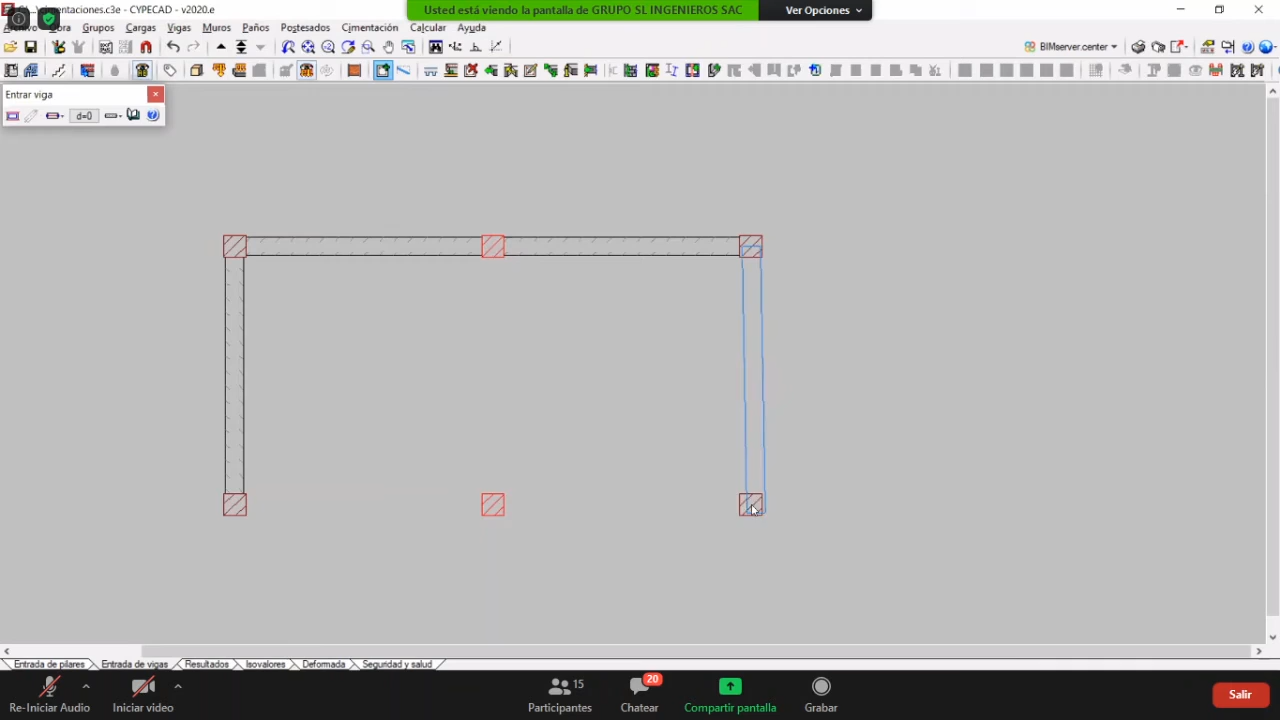 cimentaciones.c3e - CYPECAD - v2020.e
Usted está viendo la pantalla de GRUPO SL INGENIEROS SAC
Ver Opciones
Obra Grupos Cargas Vigas Muros Paños Postesados Cimentación Calcular Ayuda
BIMserver.center
Entrar viga
d=0
Entrada de pilares Entrada de vigas Resultados Isovalores Deformada Seguridad y salud
15
20
Re-Iniciar Audio Iniciar video Participantes Chatear Compartir pantalla Grabar
Salir